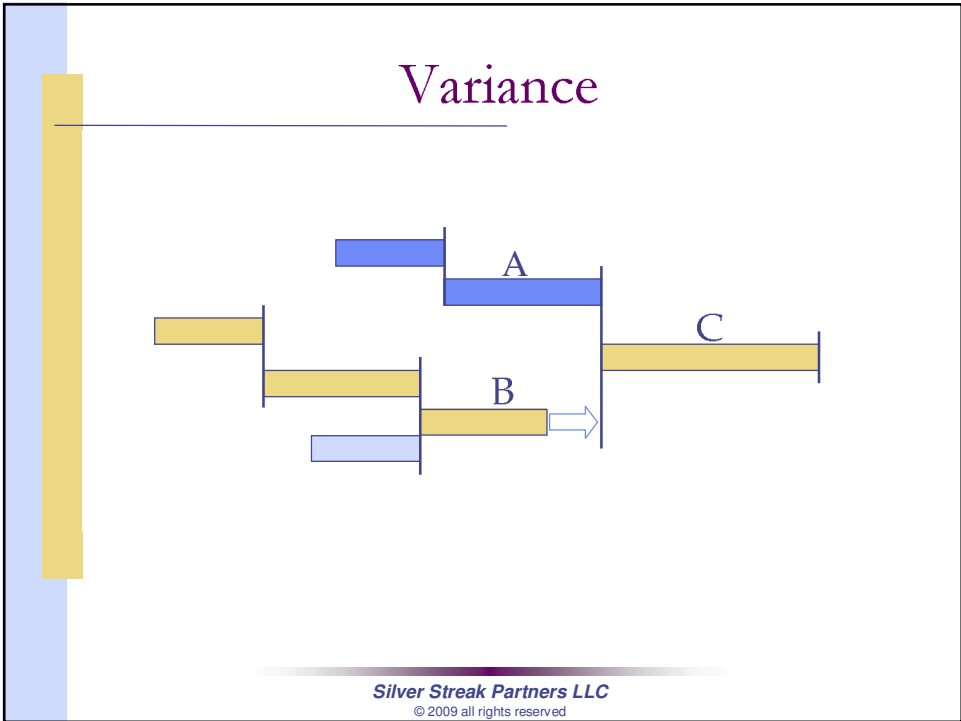 Variance
A
C
B
Silver Streak Partners LLC
© 2009 all rights reserved